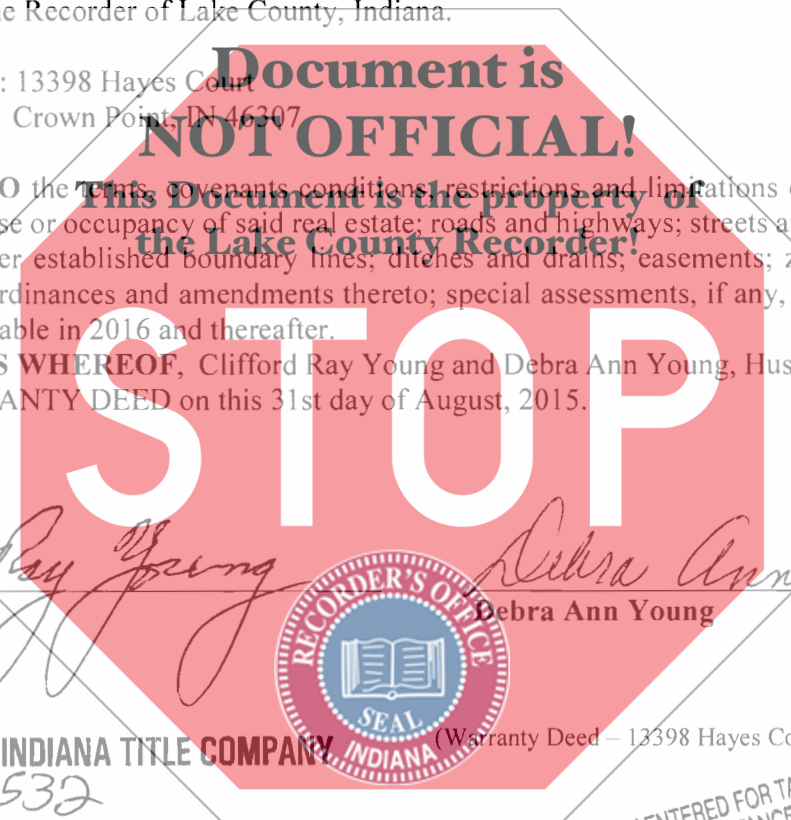 e Recorder of Lake County, Indiana.
Document is
: 13398 Hayes Court
Crown Point, IN 46307
NOT OFFICIAL!
O the terms, covenants conditions, restrictions and limitations
This Document is the property of
se or occupancy of said real estate; roads and highways; streets a
the Lake County Recorder!
er established boundary lines; ditches and drains; easements; z
rdinances and amendments thereto; special assessments, if any,
able in 2016 and thereafter.
S WHEREOF, Clifford Ray Young and Debra Ann Young, Hus
ANTY DEED on this 31st day of August, 2015.
STOP
Ray Young
Debra Ann
Debra Ann Young
RECORDER'S OFFICE
SEAL
INDIANA
(Warranty Deed – 13398 Hayes Co
INDIANA TITLE COMPANY
532
ENTERED FOR TA